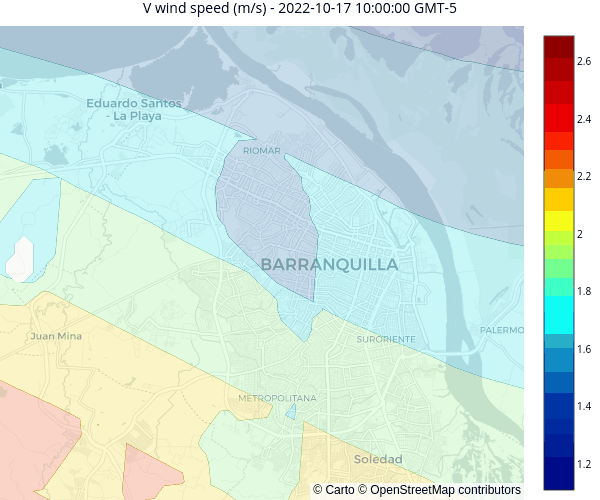 V wind speed (m/s) - 2022-10-17 10:00:00 GMT-5
Eduardo Santos
- La Playa
RIOMAR
BARRANQUILLA
Juan Mina
SURORIENTE
PALERMO
METROPOLITANA
Soledad
© Carto © OpenStreetMap contributors
2.6
2.4
2.2
2
1.8
1.6
1.4
1.2